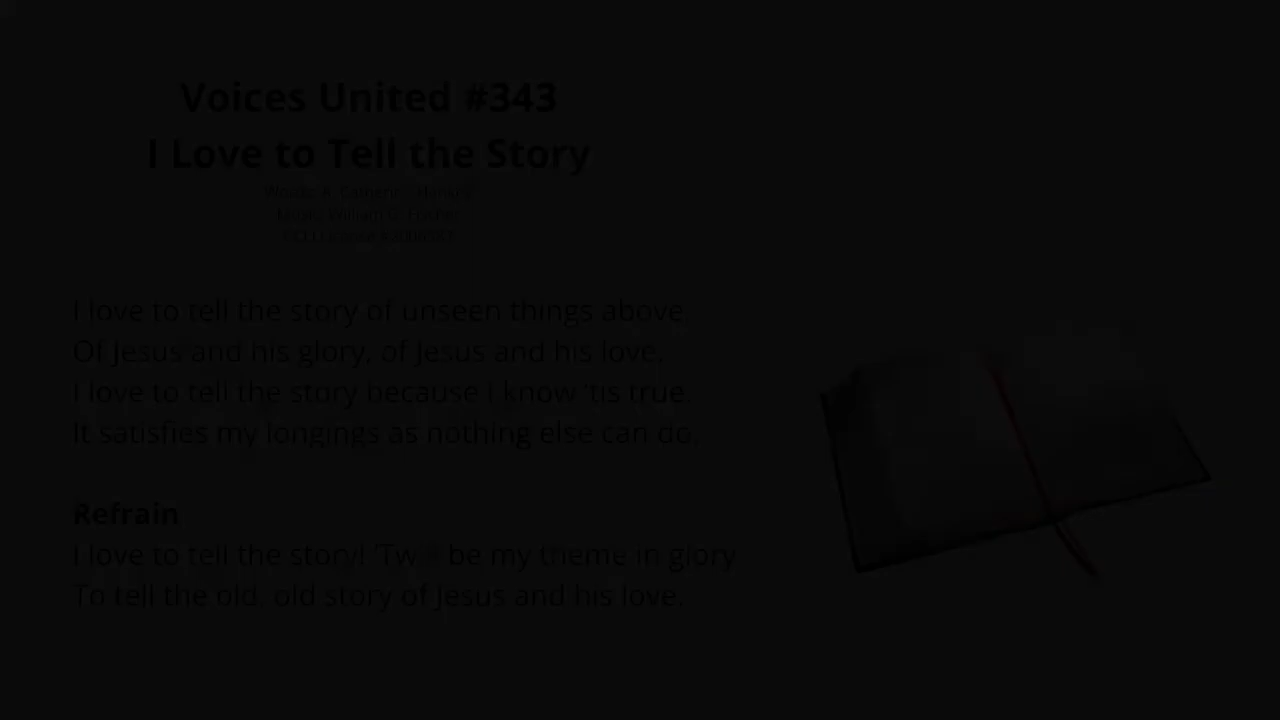 Voices United #343
I Love to Tell the Story
Music: William G. Fischer
I love to tell the story of unseen things above
Of Jesus and his glory, of Jesus and his love.
I love to tell the story because I know 'tis true.
It satisfies my longings as nothing else can do.
Refrain
I love to tell the story! 'Twill be my theme in glory
To tell the old, old story of Jesus and his love.